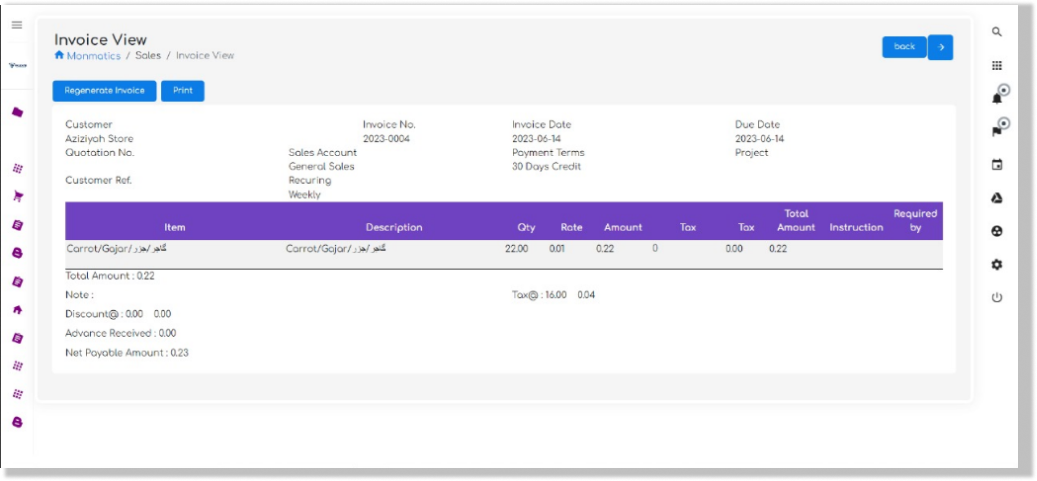 Invoice View
Monmatics / Sales / Invoice View
back
Regenerate Invoice Print
Customer Invoice No. Invoice Date Due Date
Aziziyah Store 2023-0004 2023-06-14 2023-06-14
Quotation No. Sales Account Payment Terms Project
General Sales 30 Days Credit
Customer Ref. Recuring
Weekly
Item Description Qty Rate Amount Tax Tax Total Amount Instruction Required by
Carrot/Gajar/گاجر/جزر Carrot/Gajar/گاجر/جزر 22.00 0.01 0.22 0 0.00 0.22
Total Amount : 0.22
Note : Tax@ : 16.00 0.04
Discount@ : 0.00 0.00
Advance Received : 0.00
Net Payable Amount : 0.23